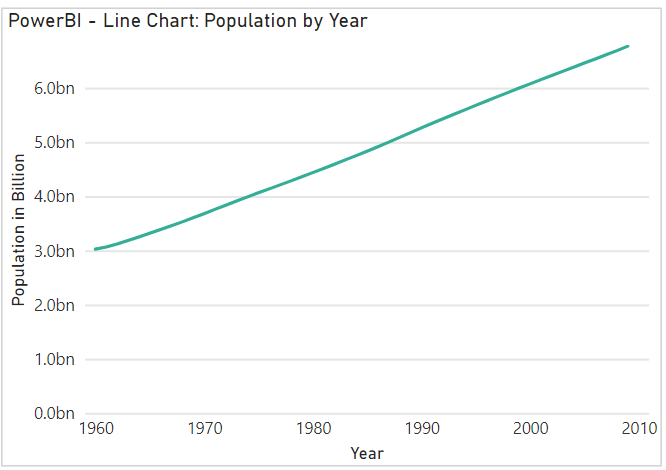 PowerBI - Line Chart: Population by Year
Population in Billion
6.0bn
5.0bn
4.0bn
3.0bn
2.0bn
1.0bn
0.0bn
1960 1970 1980 1990 2000 2010
Year